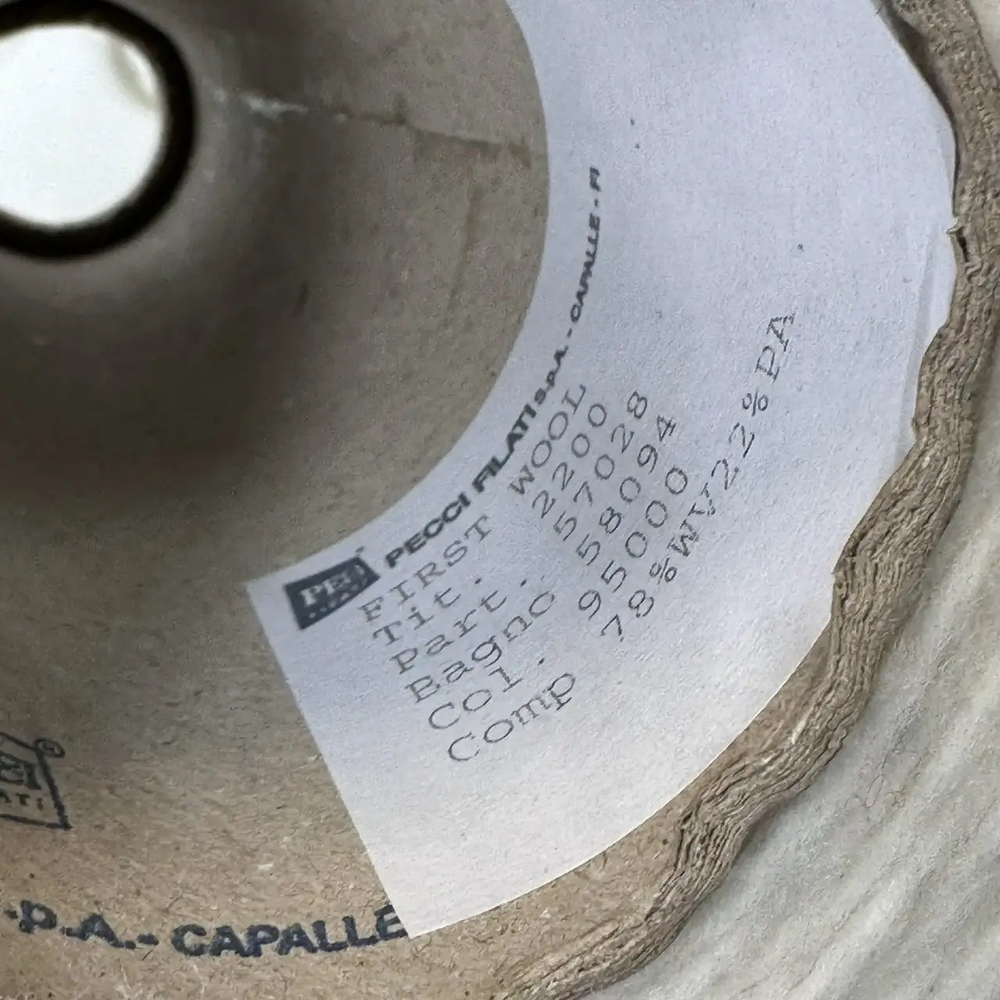 PECCI FILATI S.p.A. - CAPALLE - FI
FIRST WOOL
Tit. 2200
Part. 57028
Bagno 58094
Col. 95000
Comp 78%WV22%PA
.p.A.- CAPALLE